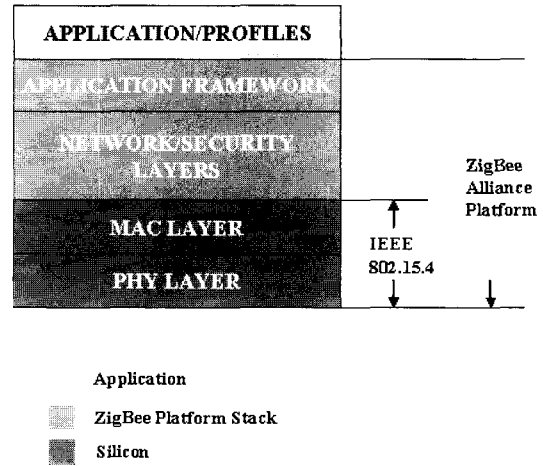 APPLICATION/PROFILES
APPLICATION FRAMEWORK
NETWORK/SECURITY
LAYERS
MAC LAYER
PHY LAYER
ZigBee
Alliance
Platform
IEEE
802.15.4
Application
ZigBee Platform Stack
Silicon